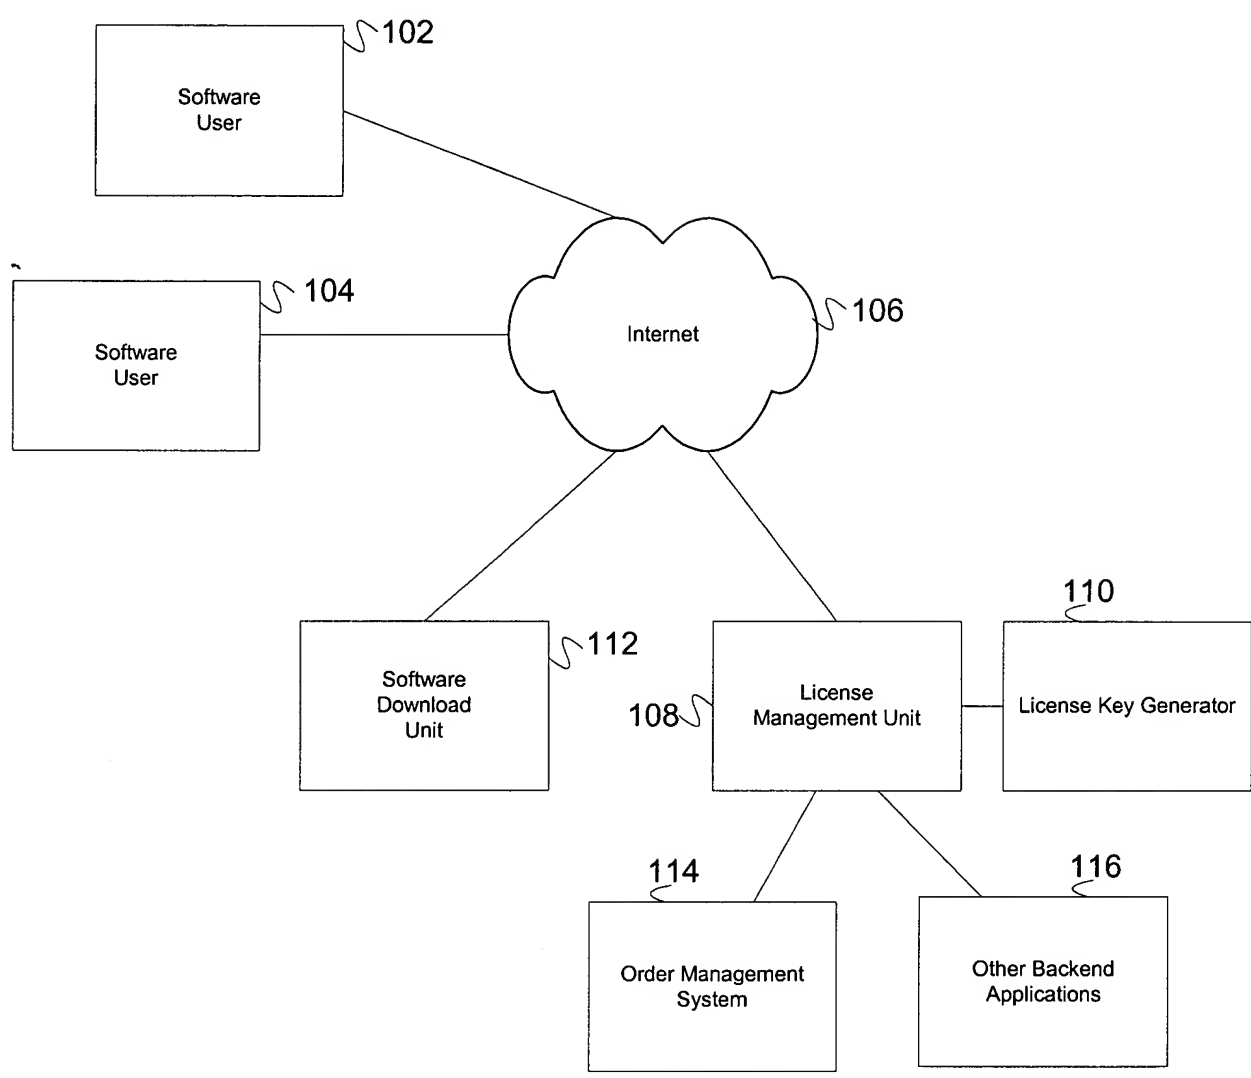 102
Software
User
104
Software
User
106
Internet
112
Software
Download
Unit
108
License
Management Unit
110
License Key Generator
114
Order Management
System
116
Other Backend
Applications